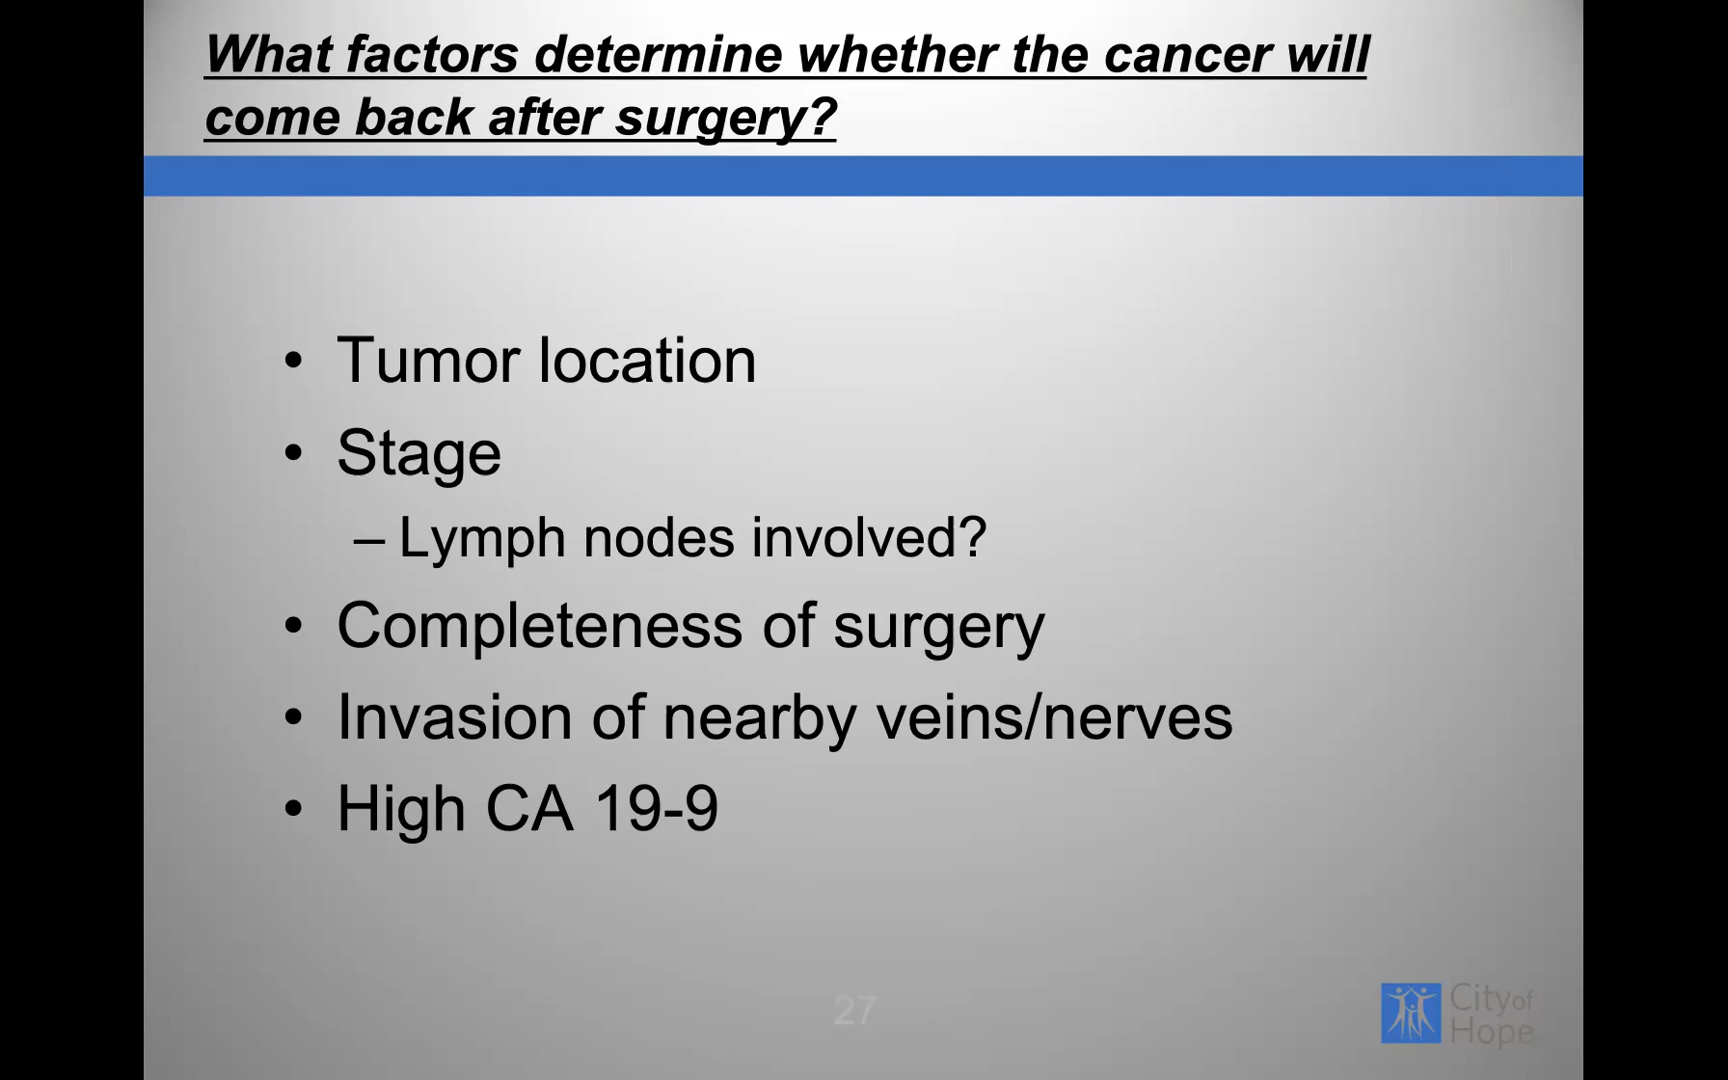 What factors determine whether the cancer will
come back after surgery?
• Tumor location
• Stage
– Lymph nodes involved?
• Completeness of surgery
• Invasion of nearby veins/nerves
• High CA 19-9
27
City of
Hope